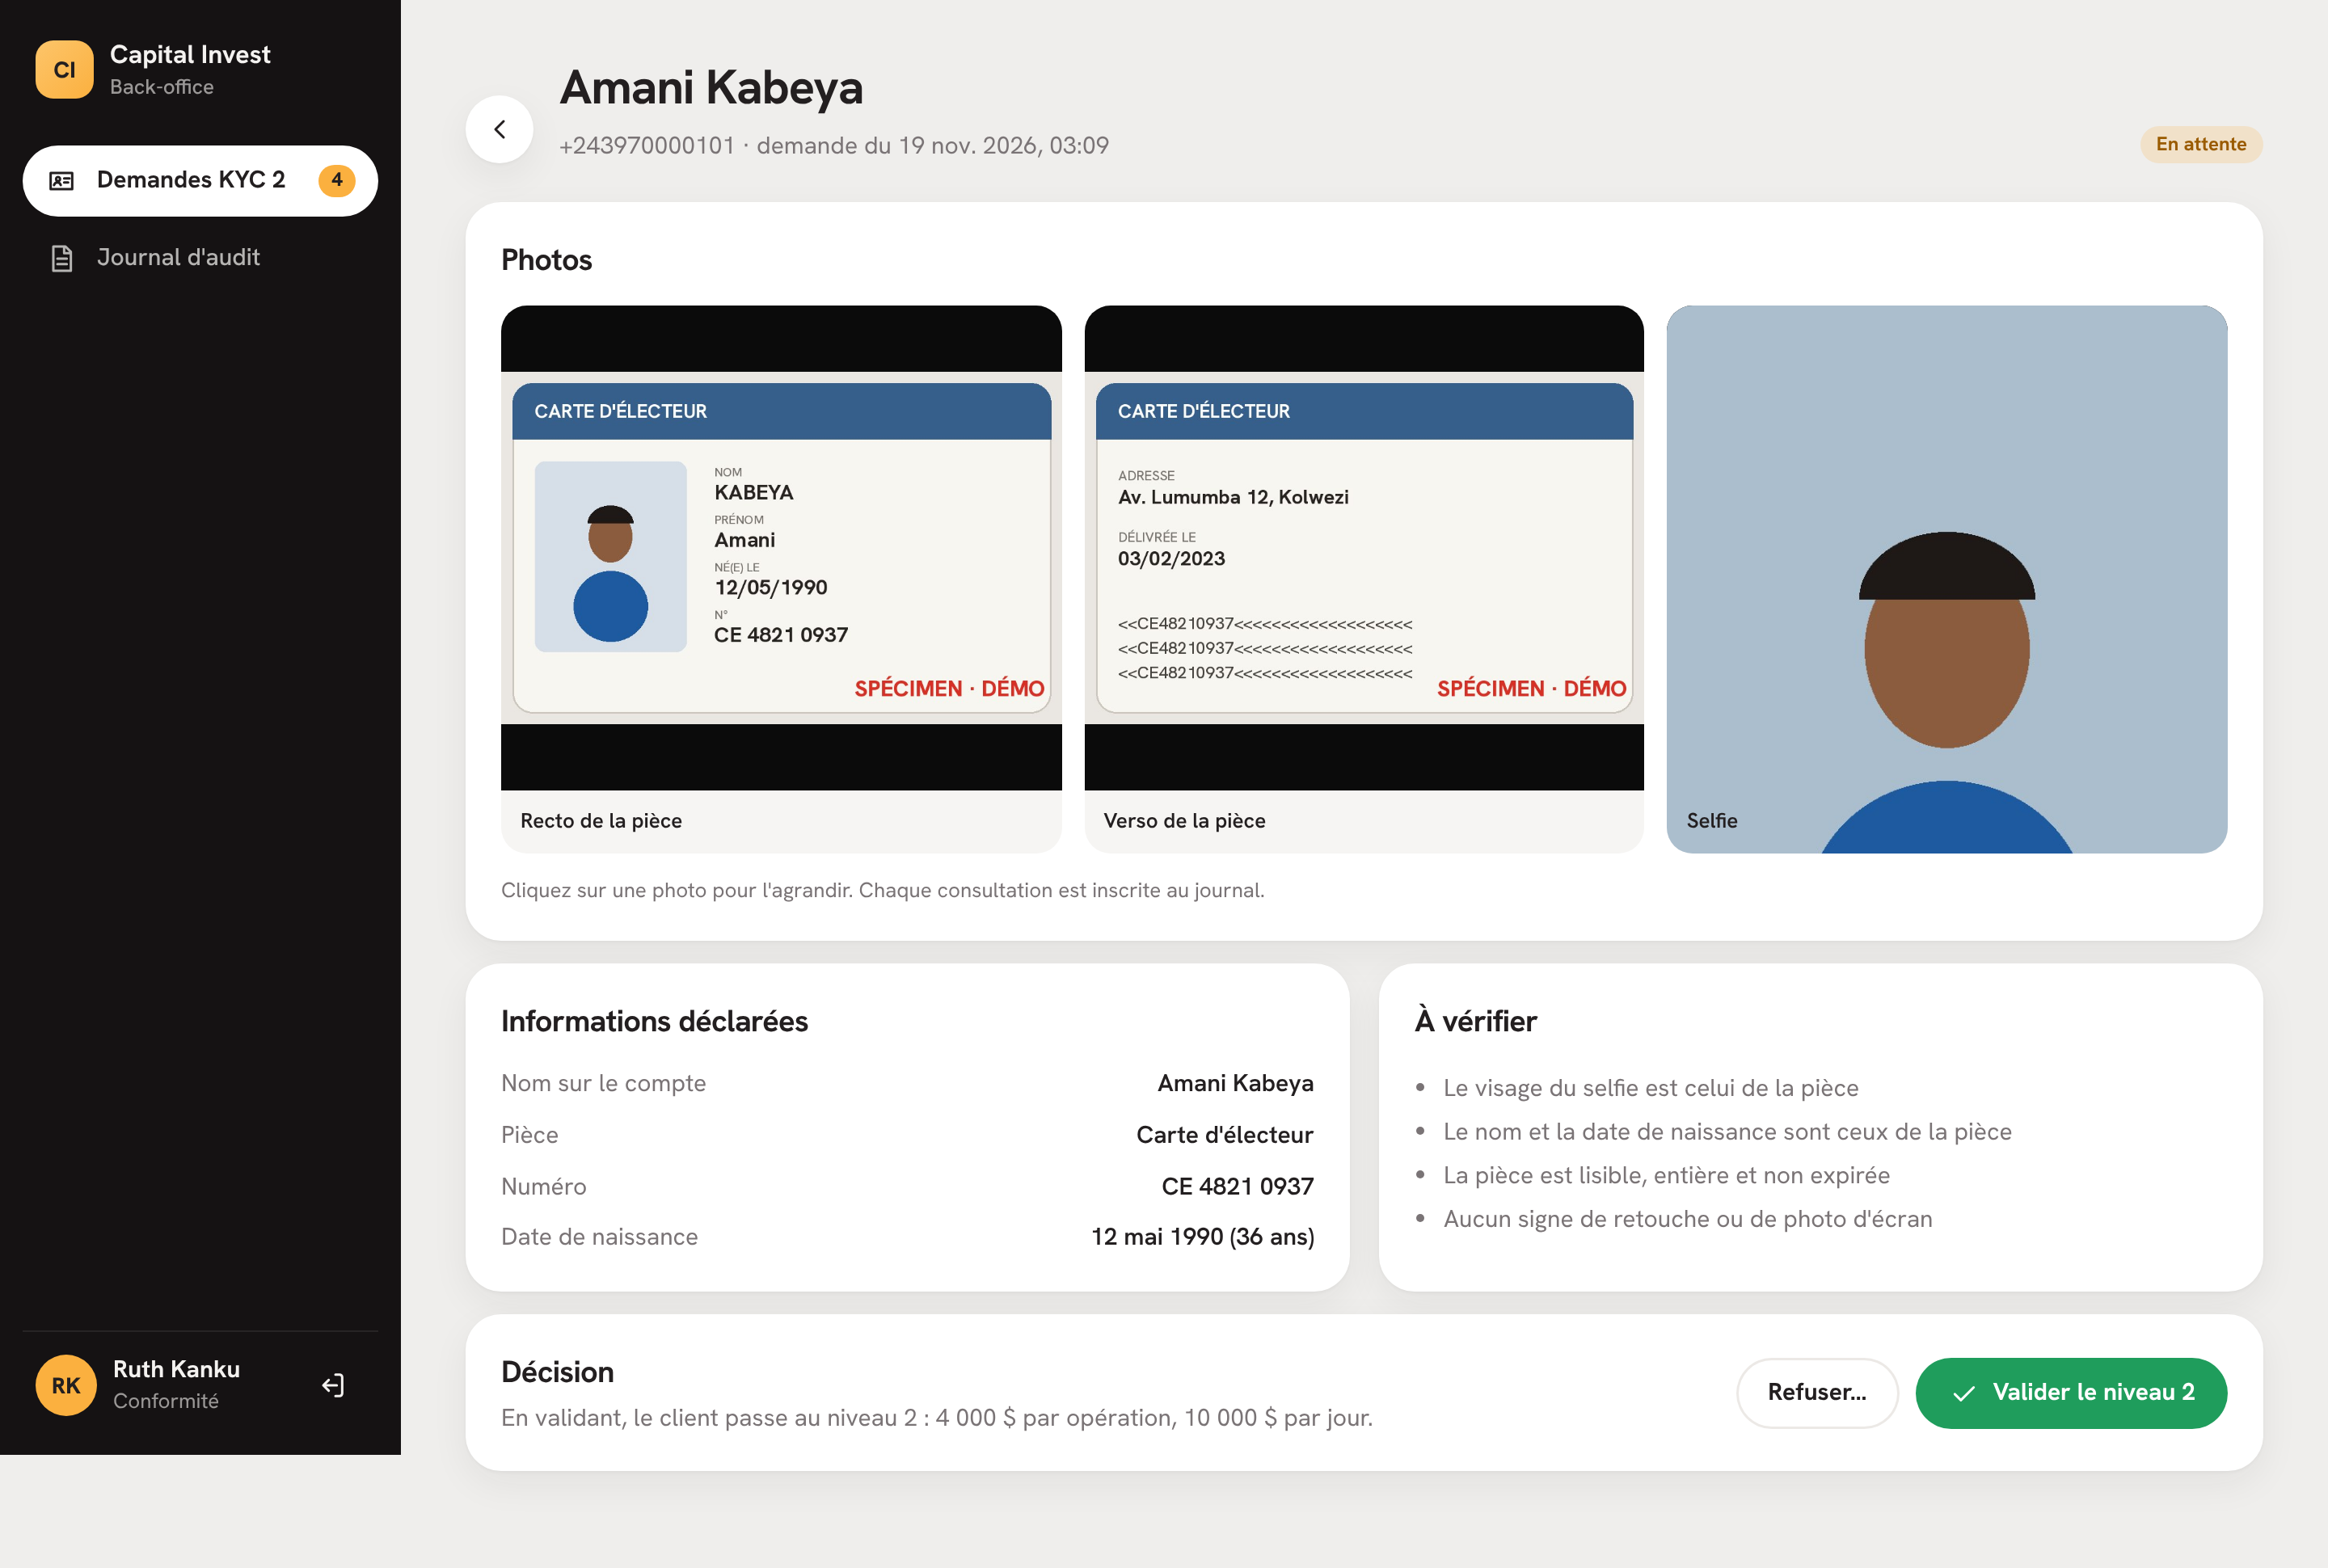 CI
Capital Invest
Back-office
Demandes KYC 2
4
Journal d'audit
RK
Ruth Kanku
Conformité
Amani Kabeya
+243970000101 · demande du 19 nov. 2026, 03:09
En attente
Photos
CARTE D'ÉLECTEUR
NOM
KABEYA
PRÉNOM
Amani
NÉ(E) LE
12/05/1990
N°
CE 4821 0937
SPÉCIMEN · DÉMO
Recto de la pièce
CARTE D'ÉLECTEUR
ADRESSE
Av. Lumumba 12, Kolwezi
DÉLIVRÉE LE
03/02/2023
<<CE48210937<<<<<<<<<<<<<<<<<<<
<<CE48210937<<<<<<<<<<<<<<<<<<<
<<CE48210937<<<<<<<<<<<<<<<<<<<
SPÉCIMEN · DÉMO
Verso de la pièce
Selfie
Cliquez sur une photo pour l'agrandir. Chaque consultation est inscrite au journal.
Informations déclarées
Nom sur le compte
Amani Kabeya
Pièce
Carte d'électeur
Numéro
CE 4821 0937
Date de naissance
12 mai 1990 (36 ans)
À vérifier
• Le visage du selfie est celui de la pièce
• Le nom et la date de naissance sont ceux de la pièce
• La pièce est lisible, entière et non expirée
• Aucun signe de retouche ou de photo d'écran
Décision
En validant, le client passe au niveau 2 : 4 000 $ par opération, 10 000 $ par jour.
Refuser...
Valider le niveau 2